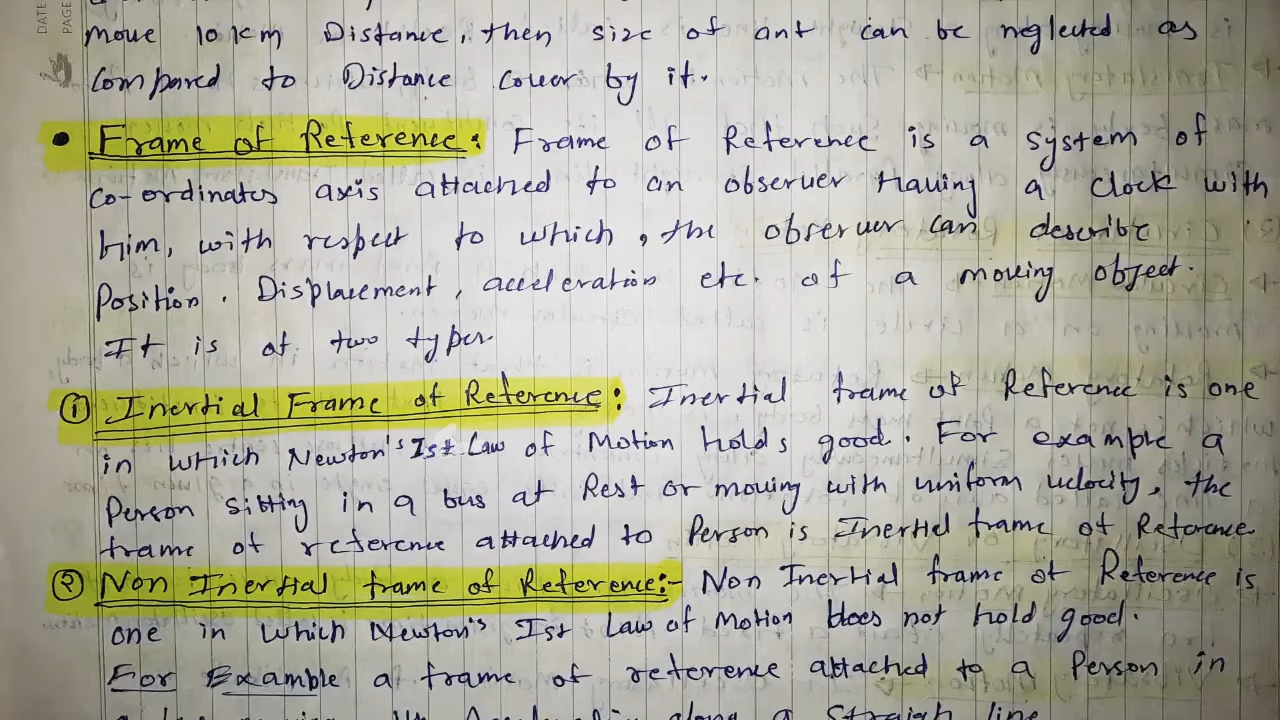 DATE
PAGE
move 10 km Distance, then size of ant can be neglected as
Compared to Distance cover by it.
• Frame of Reference: Frame of Reference is a system of
co-ordinates axis attached to an observer Having a clock with
him, with respect to which, the observer can describe
Position, Displacement, acceleration etc. of a moving object.
It is of two types.
① Inertial Frame of Reference: Inertial frame of Reference is one
in which Newton's Ist Law of Motion holds good. For example a
Person sitting in a bus at Rest or moving with uniform velocity, the
frame of reference attached to Person is Inertial frame of Reference.
② Non Inertial frame of Reference:- Non Inertial frame of Reference is
one in which Newton's Ist Law of Motion does not hold good.
For Example a frame of reference attached to a Person in
a along a straigh line